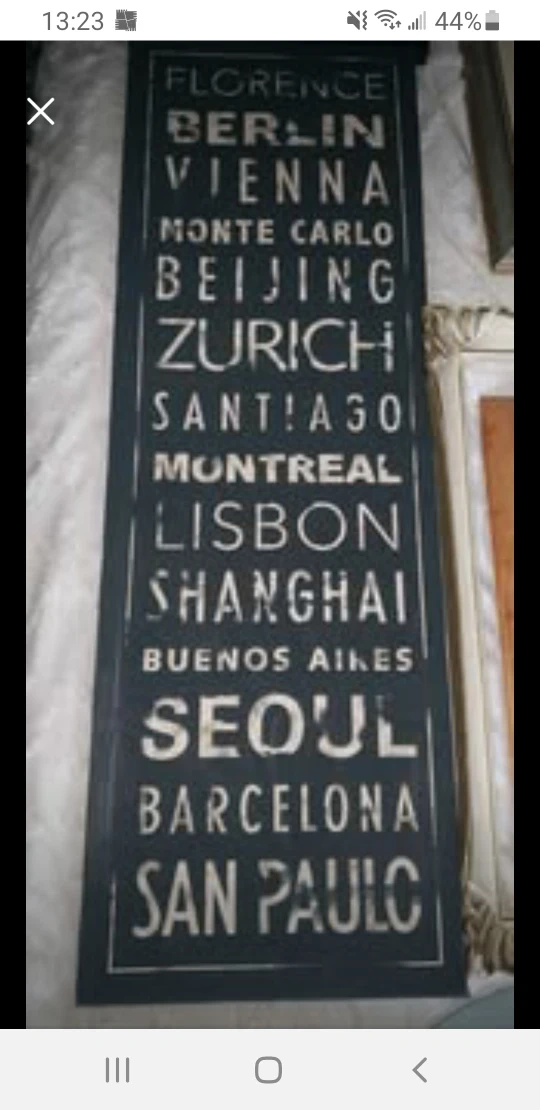 13:23
44%
FLORENCE
BERLIN
VIENNA
MONTE CARLO
BEIJING
ZURICH
SANTIAGO
MONTREAL
LISBON
SHANGHAI
BUENOS AIRES
SEOUL
BARCELONA
SAN PAULO